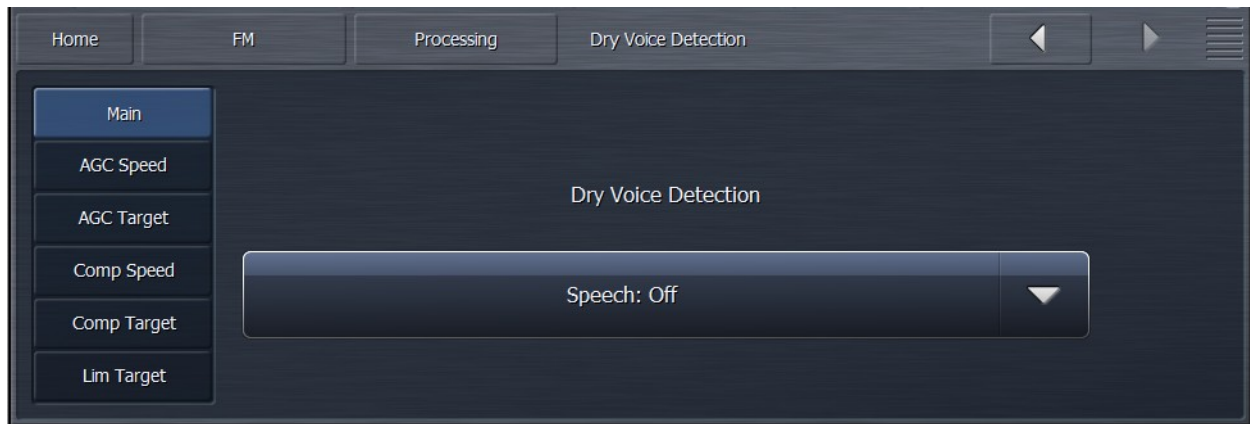 Home FM Processing Dry Voice Detection
Main
AGC Speed
AGC Target
Comp Speed
Comp Target
Lim Target
Dry Voice Detection
Speech: Off